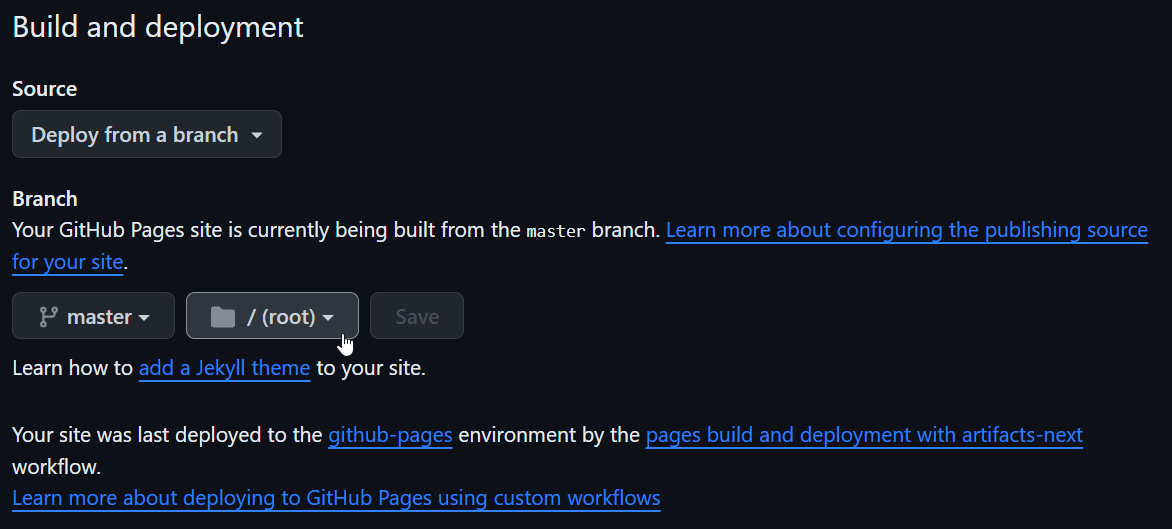 Build and deployment
Source
Deploy from a branch
Branch
Your GitHub Pages site is currently being built from the master branch. Learn more about configuring the publishing source
for your site.
master / (root) Save
Learn how to add a Jekyll theme to your site.
Your site was last deployed to the github-pages environment by the pages build and deployment with artifacts-next
workflow.
Learn more about deploying to GitHub Pages using custom workflows